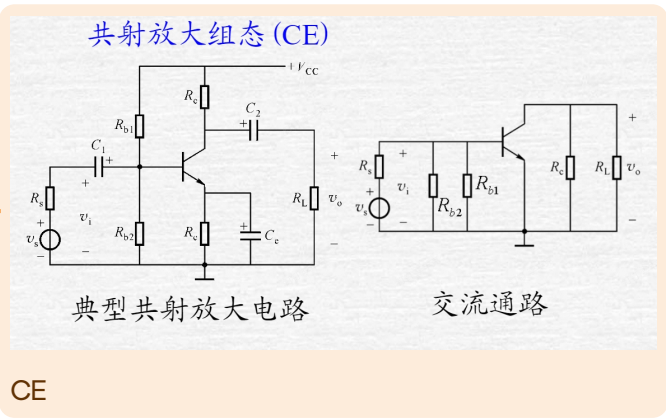 共射放大组态 (CE)
+VCC
Rc
C2
Rb1
C1
+
+
+
+
Rs
vi
RL
vo
+
vs
Rb2
Re
+
Ce
−
−
−
典型共射放大电路
+
Rs
+
vi
Rb1
Rc
RL
vo
+
vs
Rb2
−
−
−
交流通路
CE